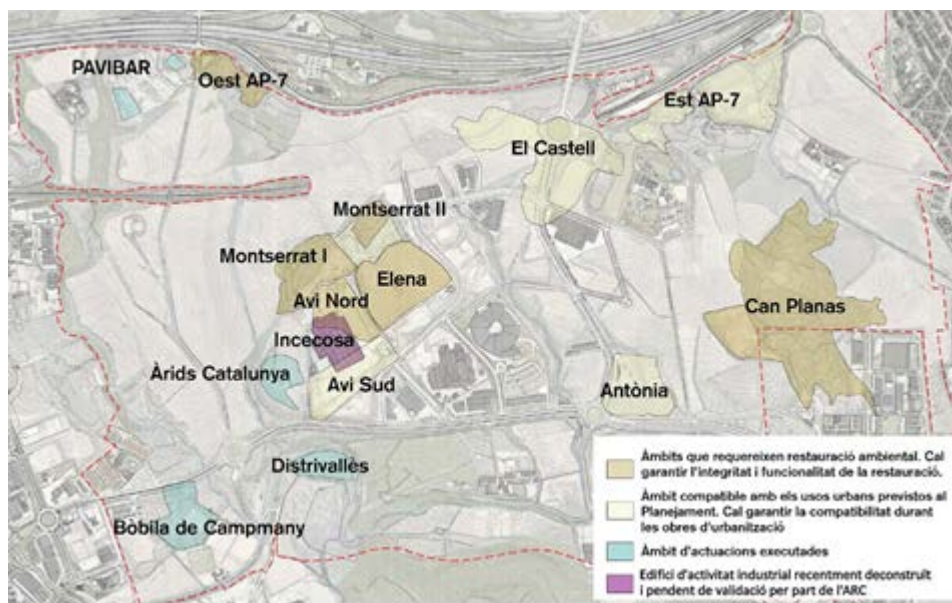 PAVIBAR
Oest AP-7
Est AP-7
El Castell
Montserrat II
Montserrat I
Elena
Avi Nord
Can Planas
Incecosa
Àrids Catalunya
Avi Sud
Antònia
Distrivallès
Bòbila de Campmany
Àmbits que requereixen restauració ambiental. Cal
garantir l'integritat i funcionalitat de la restauració.
Àmbit compatible amb els usos urbans previstos al
Planejament. Cal garantir la compatibilitat durant
les obres d'urbanització
Àmbit d'actuacions executades
Edifici d'activitat industrial recentment deconstruït
i pendent de validació per part de l'ARC